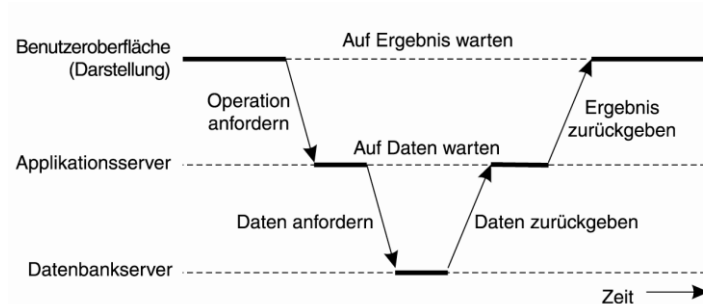 Benutzeroberfläche
(Darstellung)
Auf Ergebnis warten
Operation
anfordern
Ergebnis
zurückgeben
Applikationsserver
Auf Daten warten
Daten anfordern
Daten zurückgeben
Datenbankserver
Zeit